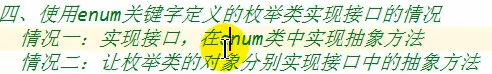 四、使用enum关键字定义的枚举类实现接口的情况
情况一：实现接口，在enum类中实现抽象方法
情况二：让枚举类的对象分别实现接口中的抽象方法